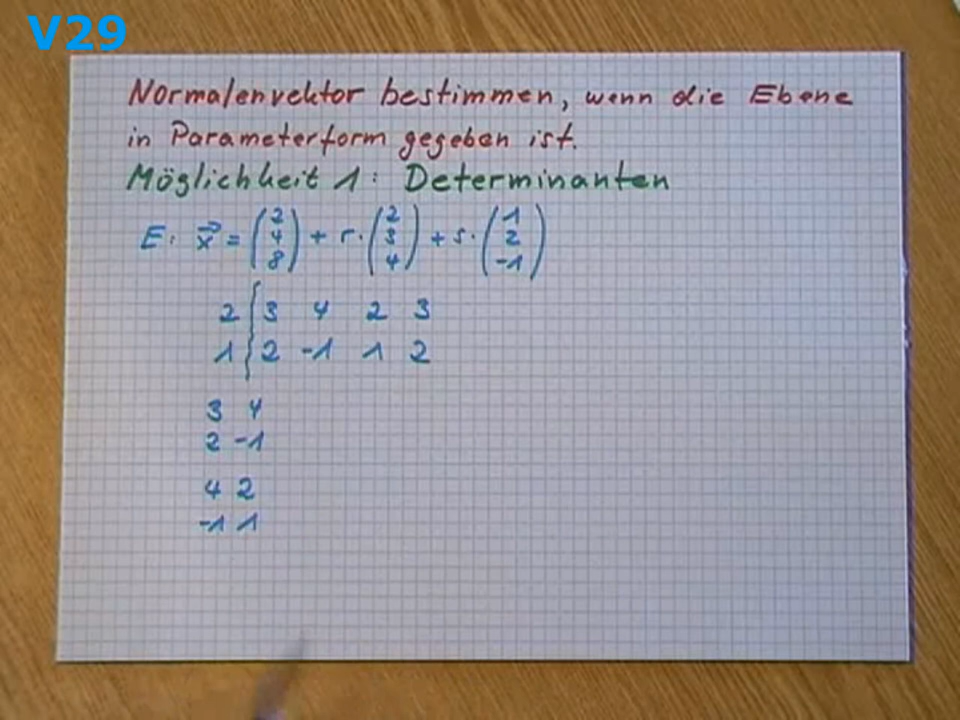 V29
Normalenvektor bestimmen, wenn die Ebene
in Parameterform gegeben ist.
Möglichkeit 1: Determinanten
E: x⃗ = (2 4 8) + r · (2 3 4) + s · (1 2 -1)
2 { 3 4 2 3
1 { 2 -1 1 2
3 4
2 -1
4 2
-1 1